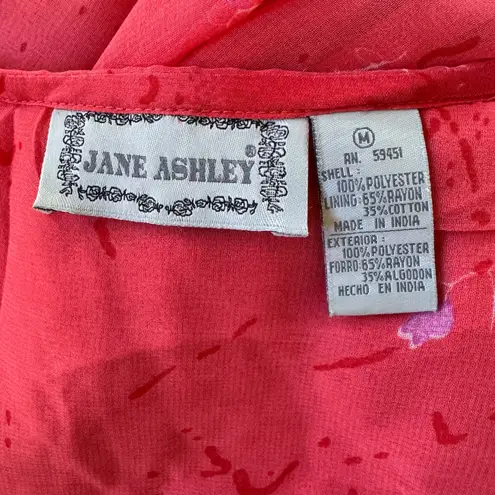 JANE ASHLEY®
M
RN. 59451
SHELL:
100%POLYESTER
LINING:65%RAYON
35%COTTON
MADE IN INDIA
EXTERIOR:
100%POLYESTER
FORRO:65%RAYON
35%ALGODON
HECHO EN INDIA